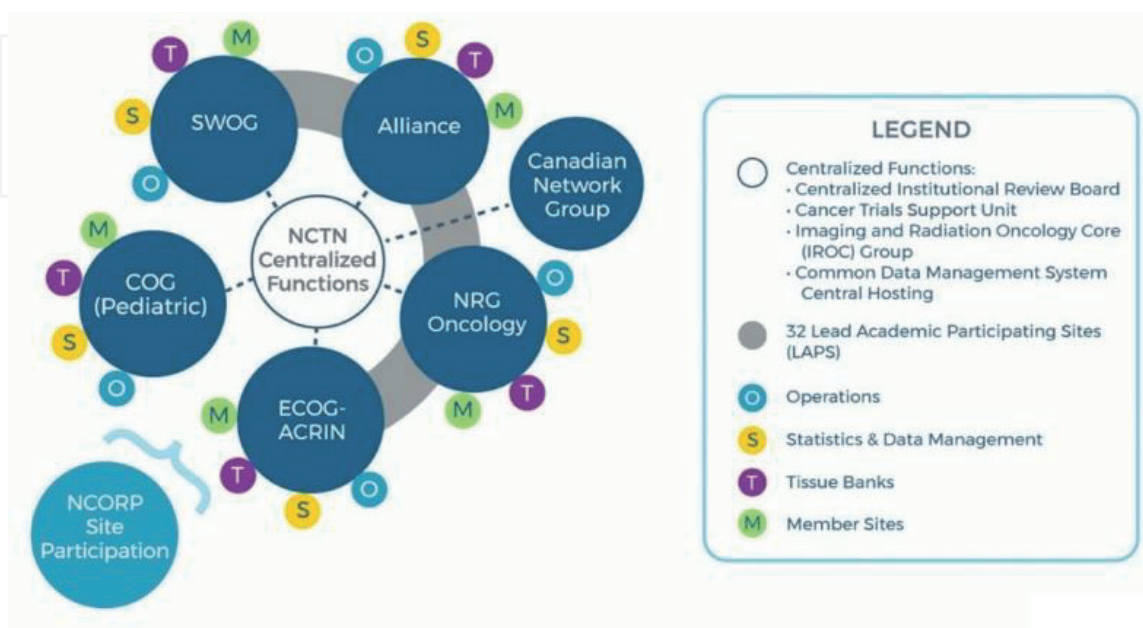 M
T
S
O
SWOG
O
S
T
M
Alliance
Canadian
Network
Group
NCTN
Centralized
Functions
M
T
S
O
COG
(Pediatric)
NRG
Oncology
O
S
T
M
ECOG-
ACRIN
M
T
S
O
NCORP
Site
Participation
LEGEND
Centralized Functions:
· Centralized Institutional Review Board
· Cancer Trials Support Unit
· Imaging and Radiation Oncology Core
(IROC) Group
· Common Data Management System
Central Hosting
32 Lead Academic Participating Sites
(LAPS)
O Operations
S Statistics & Data Management
T Tissue Banks
M Member Sites